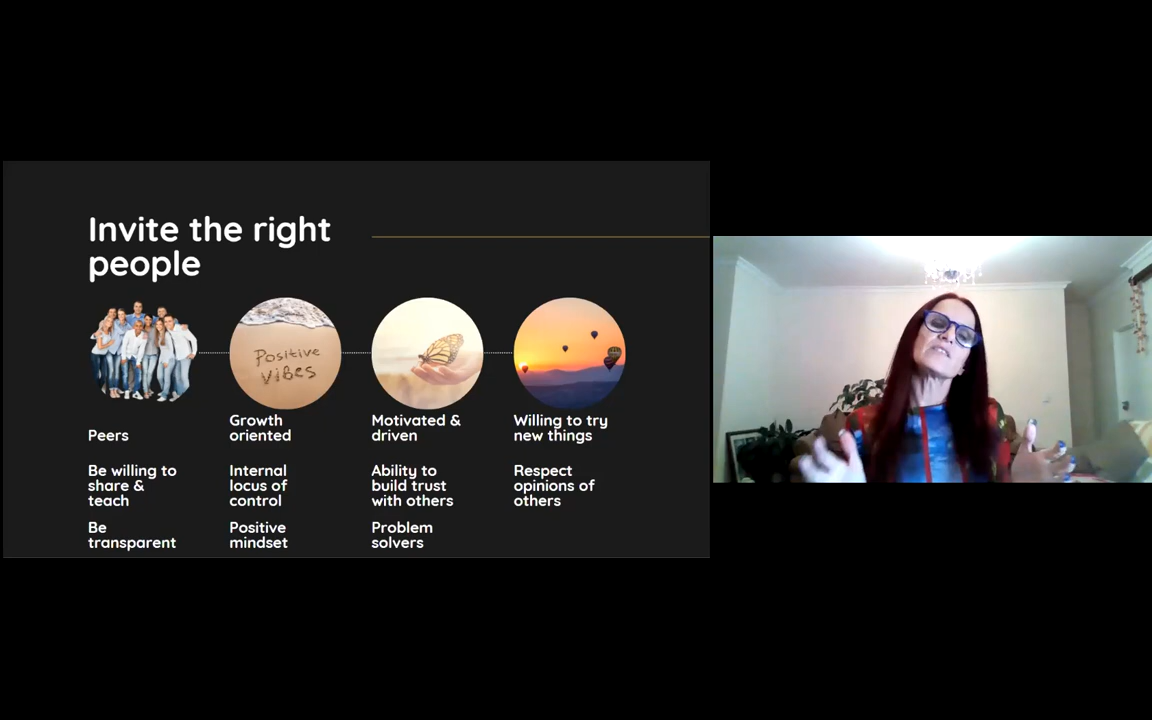 Invite the right
people
Positive
Vibes
Peers
Growth
oriented
Motivated &
driven
Willing to try
new things
Be willing to
share &
teach
Internal
locus of
control
Ability to
build trust
with others
Respect
opinions of
others
Be
transparent
Positive
mindset
Problem
solvers